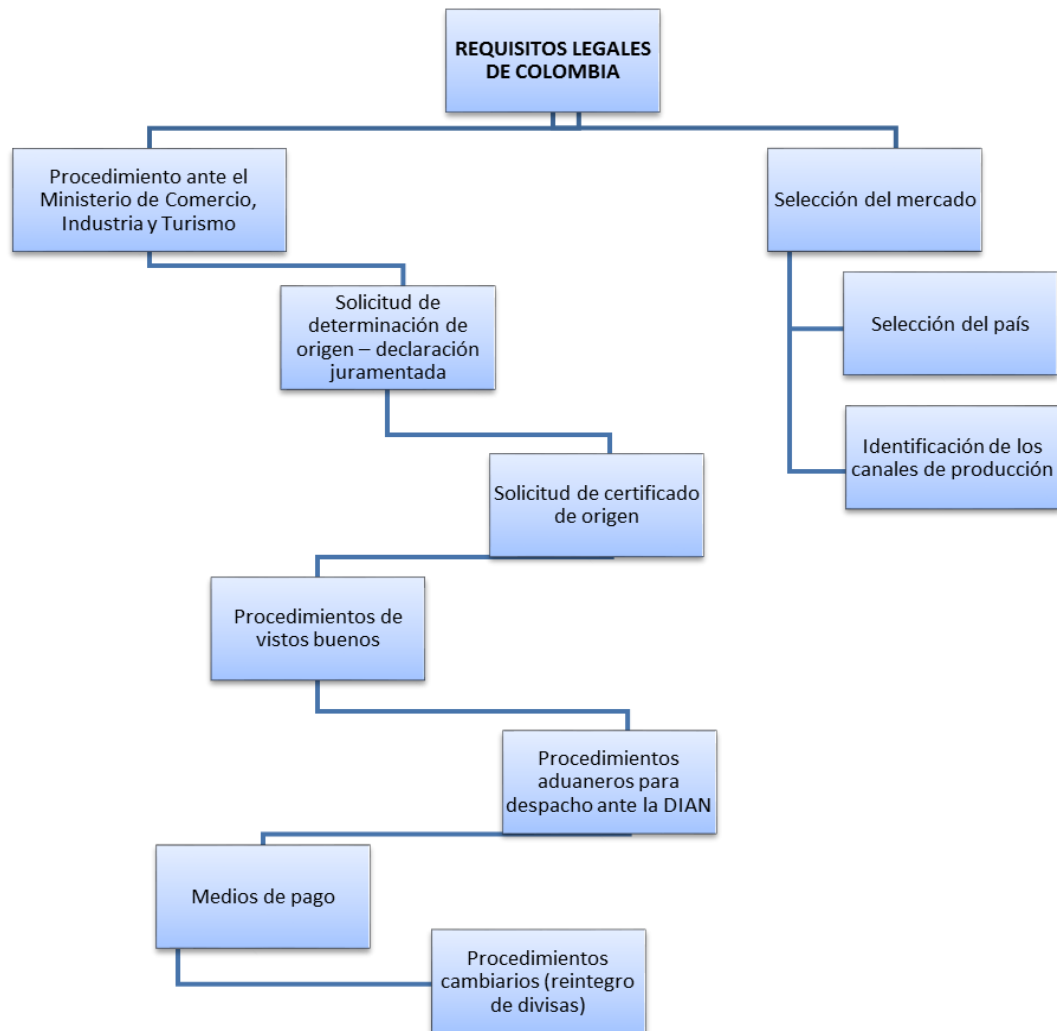 REQUISITOS LEGALES
DE COLOMBIA
Procedimiento ante el
Ministerio de Comercio,
Industria y Turismo
Selección del mercado
Solicitud de
determinación de
origen – declaración
juramentada
Selección del país
Identificación de los
canales de producción
Solicitud de certificado
de origen
Procedimientos de
vistos buenos
Procedimientos
aduaneros para
despacho ante la DIAN
Medios de pago
Procedimientos
cambiarios (reintegro
de divisas)